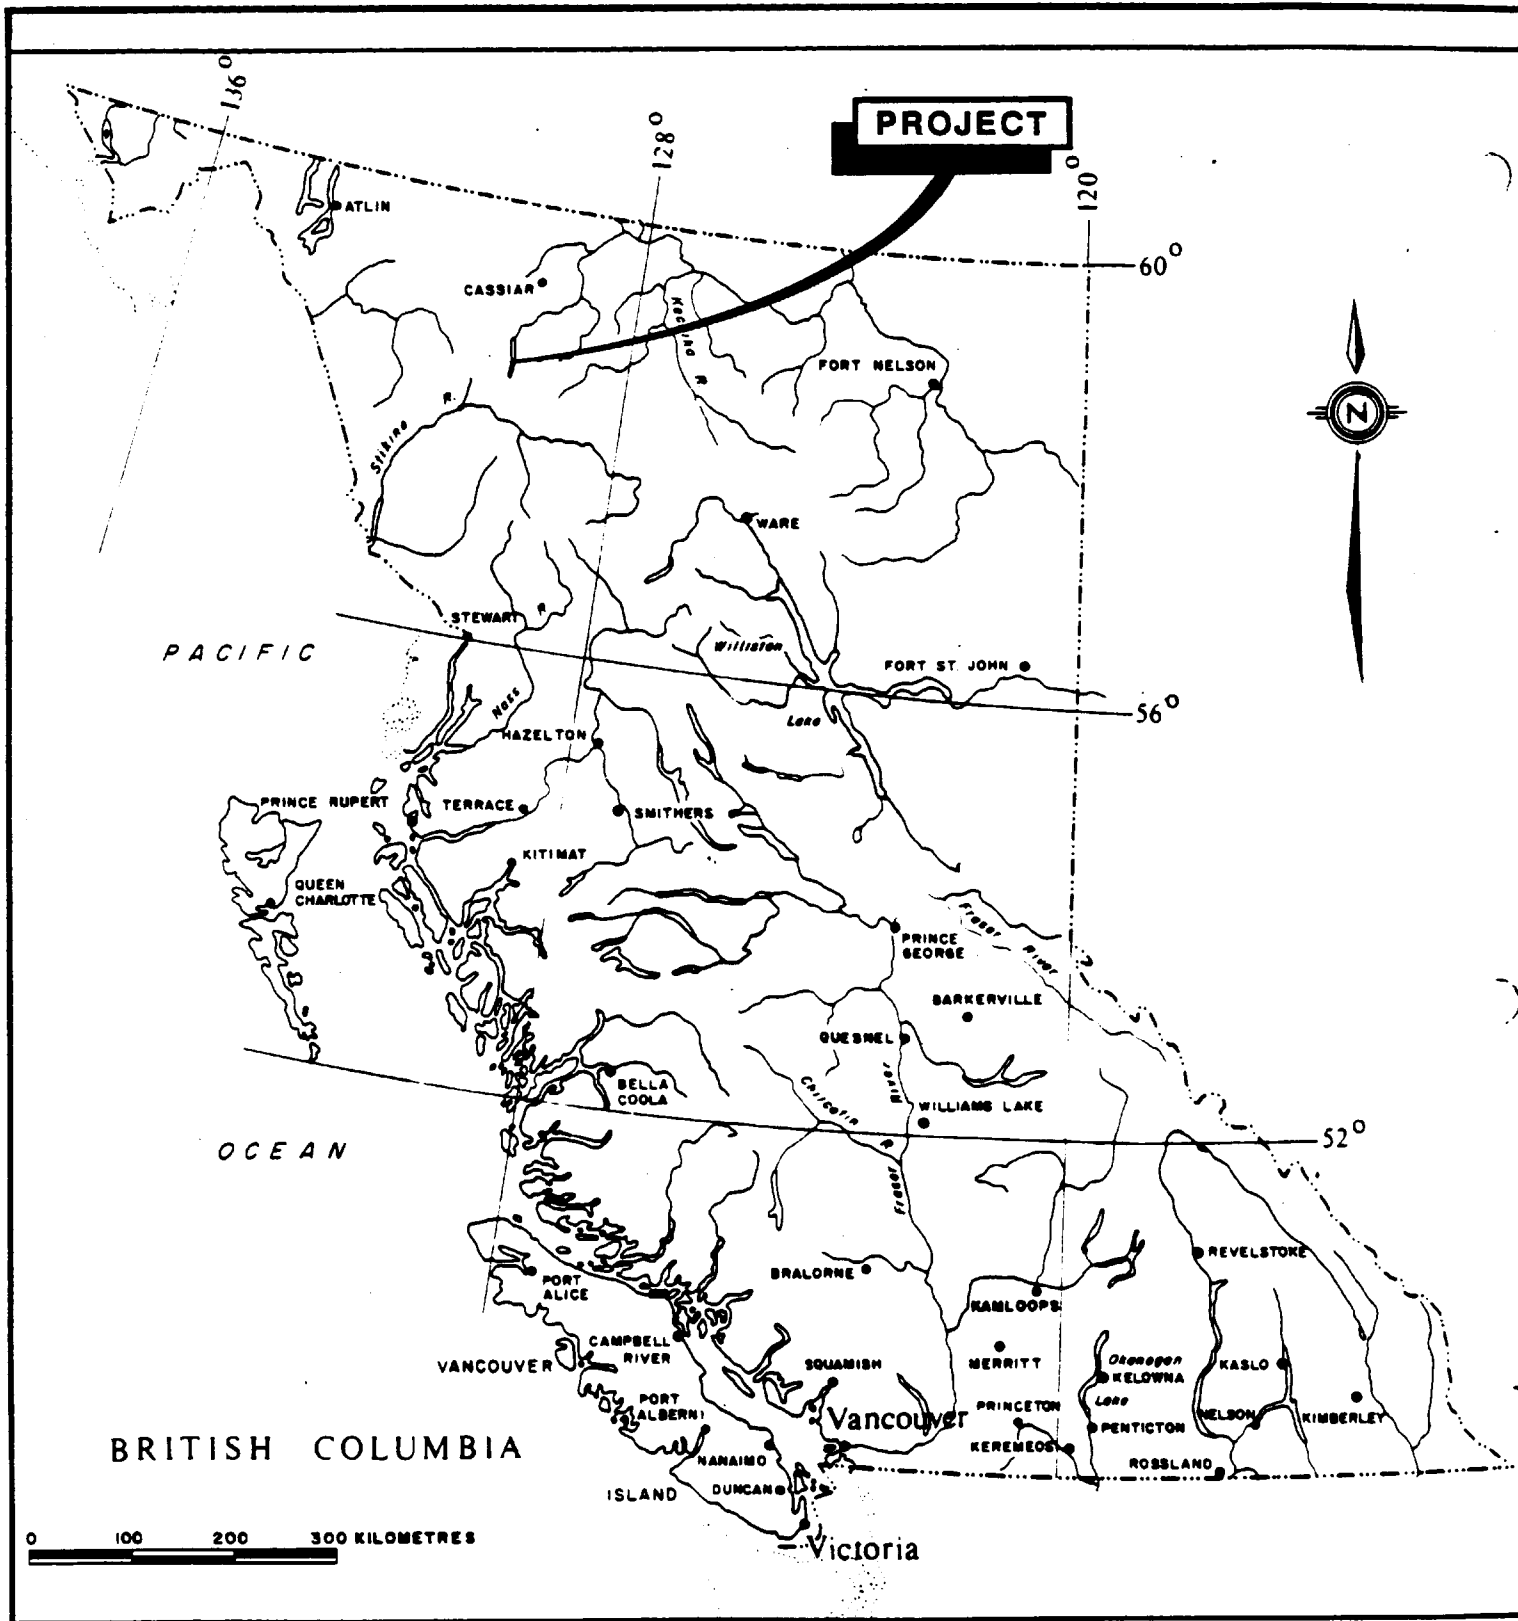 136°
128°
PROJECT
120°
60°
ATLIN
CASSIAR
Kechika R.
FORT NELSON
N
Stikine R.
WARE
STEWART
PACIFIC
Williston
Lake
FORT ST. JOHN
56°
Nass R.
HAZELTON
PRINCE RUPERT
TERRACE
SMITHERS
KITIMAT
QUEEN
CHARLOTTE
PRINCE
GEORGE
Fraser River
BARKERVILLE
QUESNEL
BELLA
COOLA
Chilcotin R.
Fraser River
WILLIAMS LAKE
52°
OCEAN
REVELSTOKE
BRALORNE
PORT
ALICE
KAMLOOPS
CAMPBELL
RIVER
VANCOUVER
ISLAND
SQUAMISH
MERRITT
Okanagan
Lake
KELOWNA
KASLO
PORT
ALBERNI
Vancouver
PRINCETON
PENTICTON
NELSON
KIMBERLEY
KEREMEOS
ROSSLAND
BRITISH COLUMBIA
NANAIMO
DUNCAN
Victoria
0 100 200 300 KILOMETRES